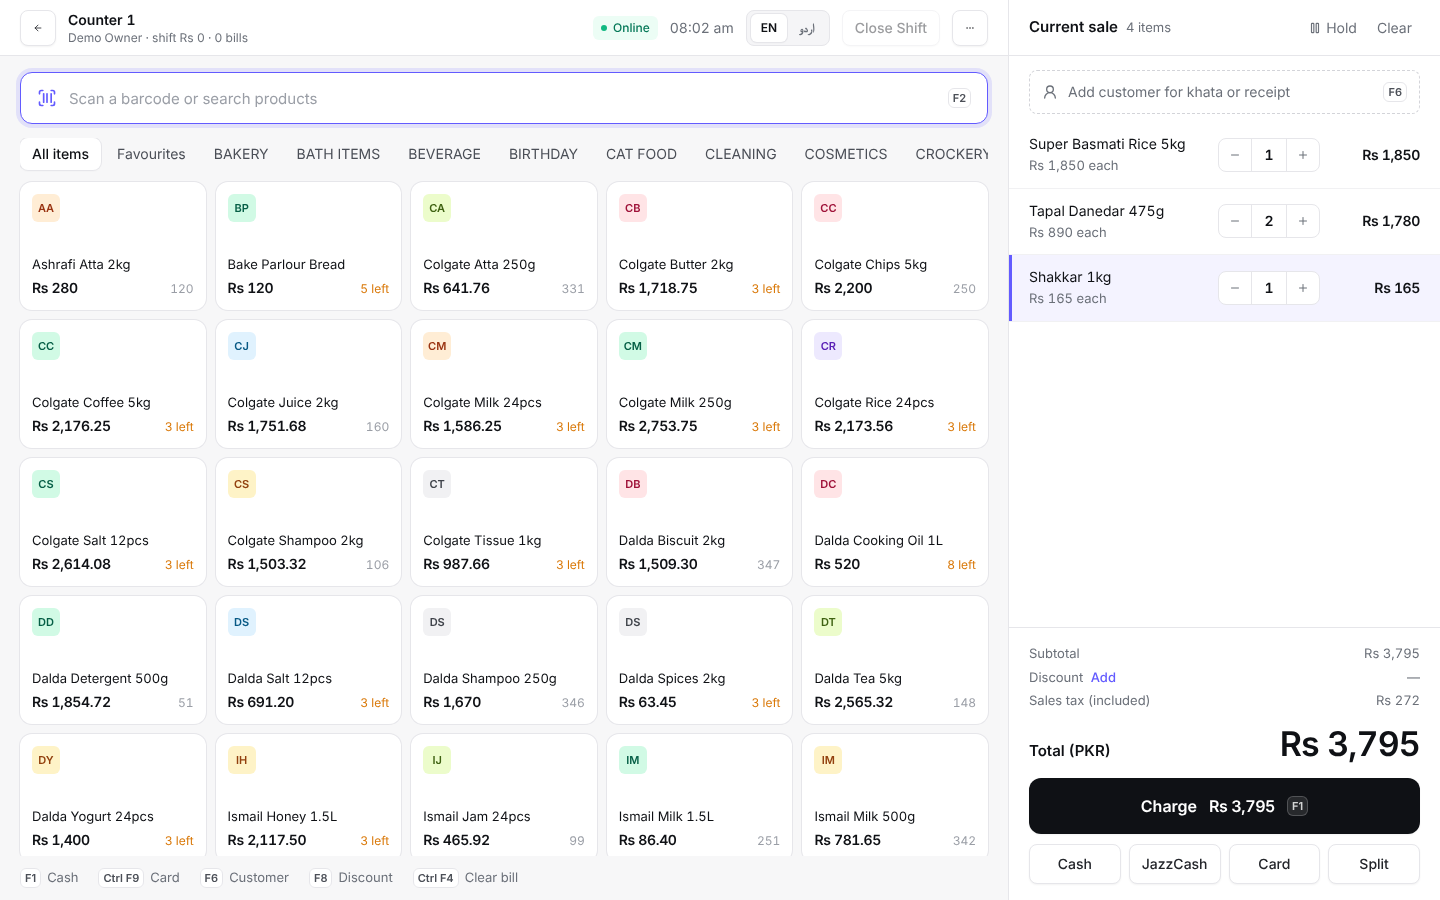 Counter 1
Demo Owner · shift Rs 0 · 0 bills
Online
08:02 am
EN
اردو
Close Shift
Scan a barcode or search products
F2
All items Favourites BAKERY BATH ITEMS BEVERAGE BIRTHDAY CAT FOOD CLEANING COSMETICS CROCKERY
AA BP CA CB CC
Ashrafi Atta 2kg Bake Parlour Bread Colgate Atta 250g Colgate Butter 2kg Colgate Chips 5kg
Rs 280 120 Rs 120 5 left Rs 641.76 331 Rs 1,718.75 3 left Rs 2,200 250
CC CJ CM CM CR
Colgate Coffee 5kg Colgate Juice 2kg Colgate Milk 24pcs Colgate Milk 250g Colgate Rice 24pcs
Rs 2,176.25 3 left Rs 1,751.68 160 Rs 1,586.25 3 left Rs 2,753.75 3 left Rs 2,173.56 3 left
CS CS CT DB DC
Colgate Salt 12pcs Colgate Shampoo 2kg Colgate Tissue 1kg Dalda Biscuit 2kg Dalda Cooking Oil 1L
Rs 2,614.08 3 left Rs 1,503.32 106 Rs 987.66 3 left Rs 1,509.30 347 Rs 520 8 left
DD DS DS DS DT
Dalda Detergent 500g Dalda Salt 12pcs Dalda Shampoo 250g Dalda Spices 2kg Dalda Tea 5kg
Rs 1,854.72 51 Rs 691.20 3 left Rs 1,670 346 Rs 63.45 3 left Rs 2,565.32 148
DY IH IJ IM IM
Dalda Yogurt 24pcs Ismail Honey 1.5L Ismail Jam 24pcs Ismail Milk 1.5L Ismail Milk 500g
Rs 1,400 3 left Rs 2,117.50 3 left Rs 465.92 99 Rs 86.40 251 Rs 781.65 342
F1 Cash Ctrl F9 Card F6 Customer F8 Discount Ctrl F4 Clear bill
Current sale 4 items Hold Clear
Add customer for khata or receipt F6
Super Basmati Rice 5kg
Rs 1,850 each
− 1 + Rs 1,850
Tapal Danedar 475g
Rs 890 each
− 2 + Rs 1,780
Shakkar 1kg
Rs 165 each
− 1 + Rs 165
Subtotal Rs 3,795
Discount Add —
Sales tax (included) Rs 272
Total (PKR) Rs 3,795
Charge Rs 3,795 F1
Cash JazzCash Card Split